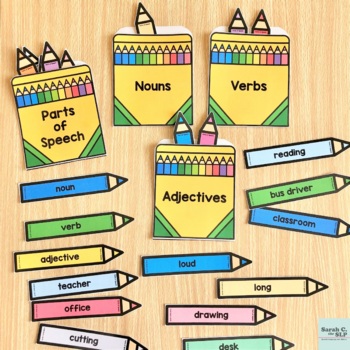 Parts
of
Speech
Nouns
Verbs
Adjectives
noun
verb
adjective
teacher
office
cutting
loud
drawing
desk
long
reading
bus driver
classroom
Sarah C.
the SLP